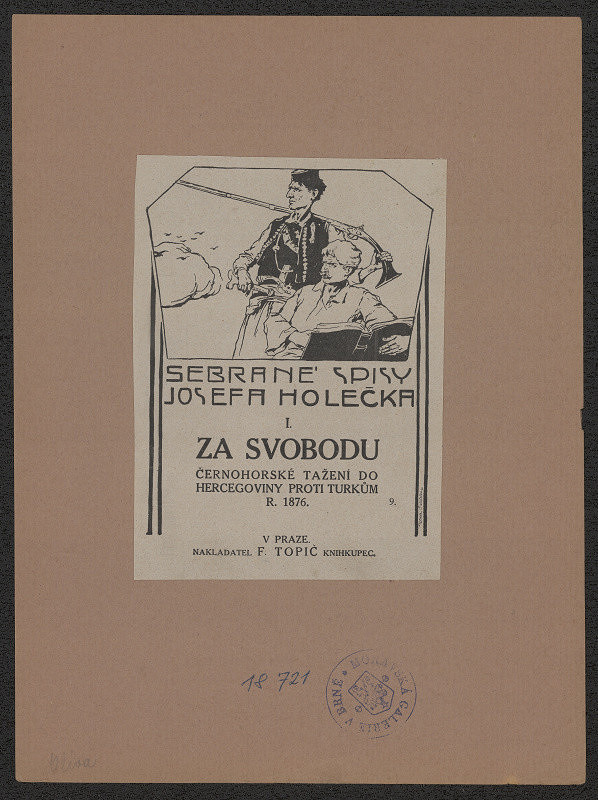 SEBRANÉ SPISY
JOSEFA HOLEČKA
I.
ZA SVOBODU
ČERNOHORSKÉ TAŽENÍ DO
HERCEGOVINY PROTI TURKŮM
R. 1876.
9.
V PRAZE.
NAKLADATEL F. TOPIČ KNIHKUPEC.
18 721
MORAVSKÁ GALERIE V BRNĚ